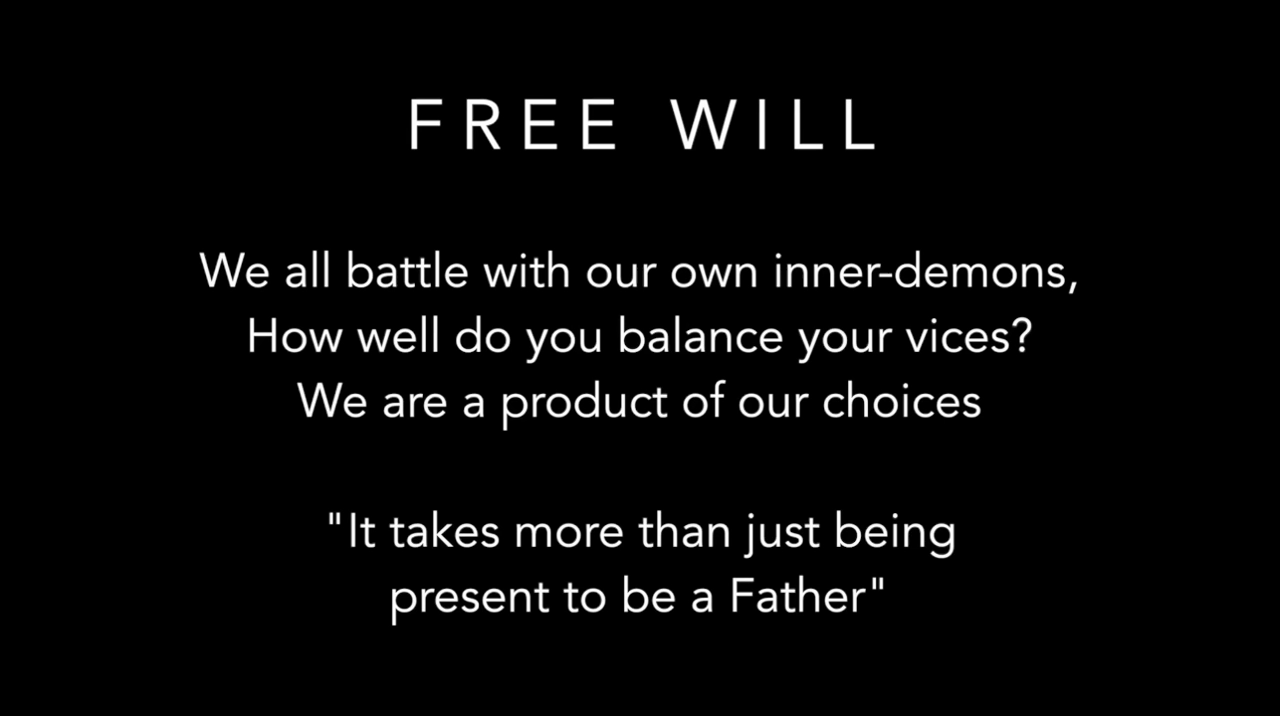 FREE WILL
We all battle with our own inner-demons,
How well do you balance your vices?
We are a product of our choices
"It takes more than just being
present to be a Father"